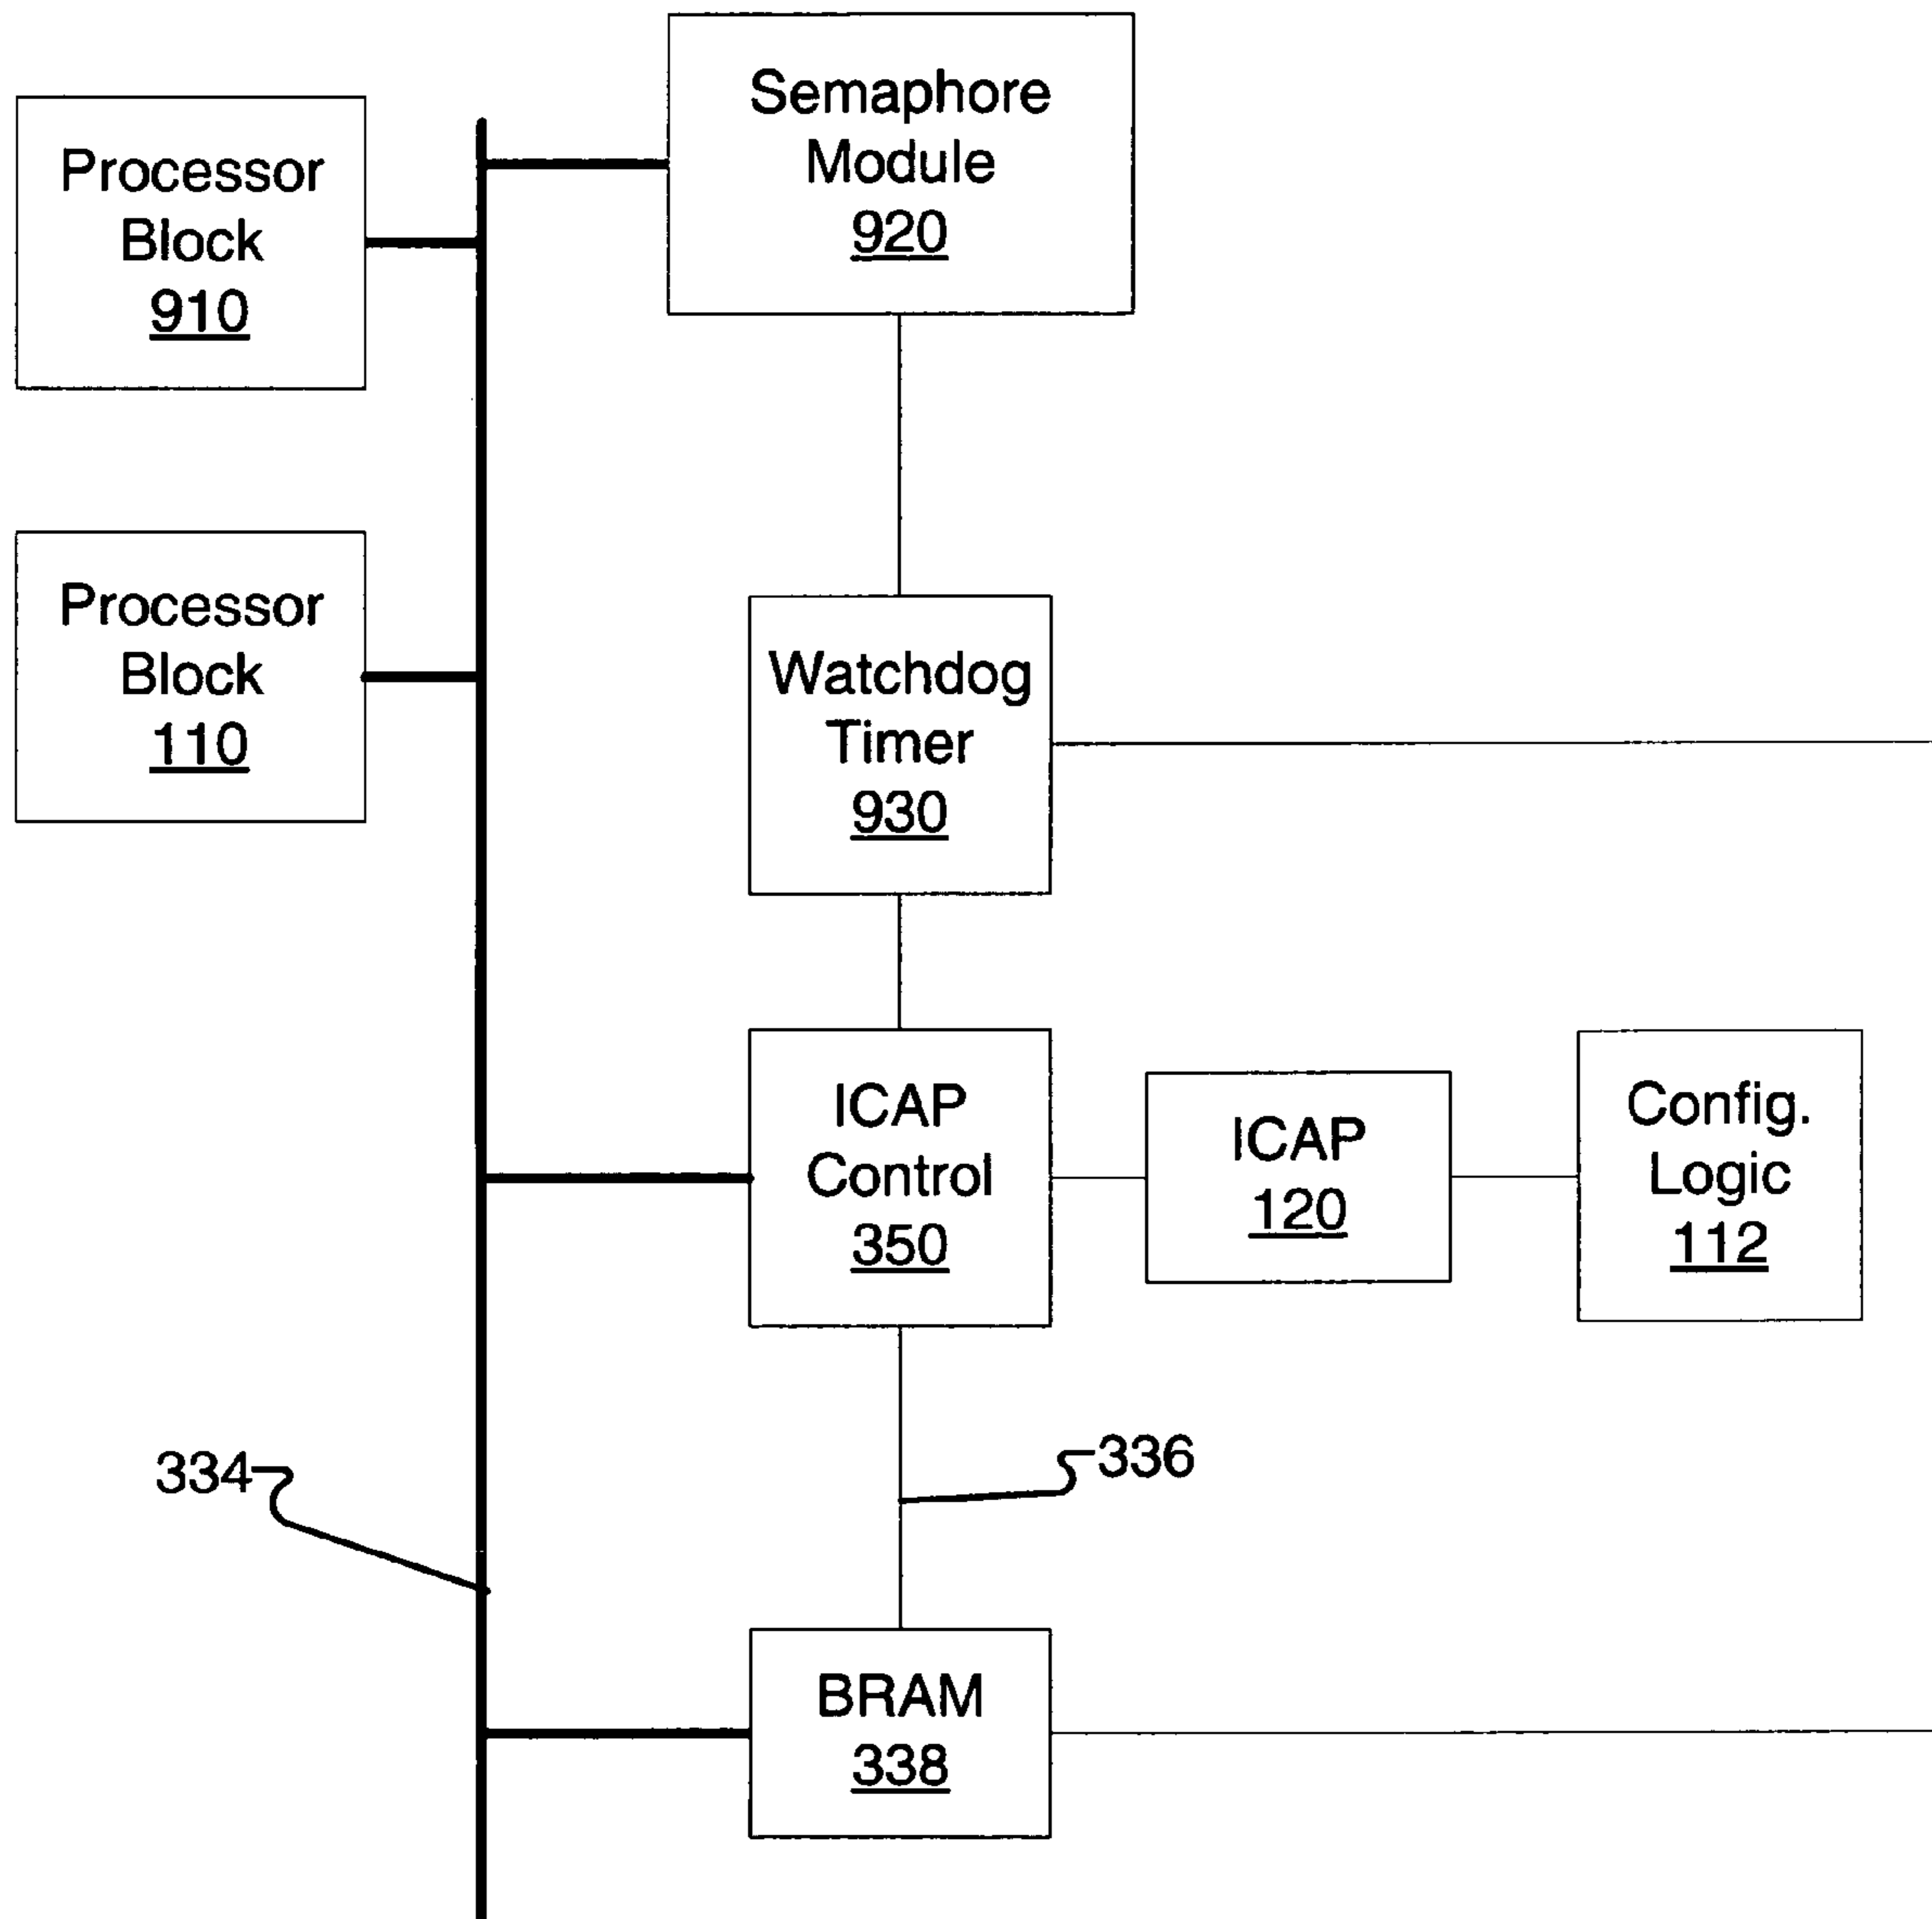 Semaphore
Module
920
Processor
Block
910
Processor
Block
110
Watchdog
Timer
930
ICAP
Control
350
ICAP
120
Config.
Logic
112
334
336
BRAM
338